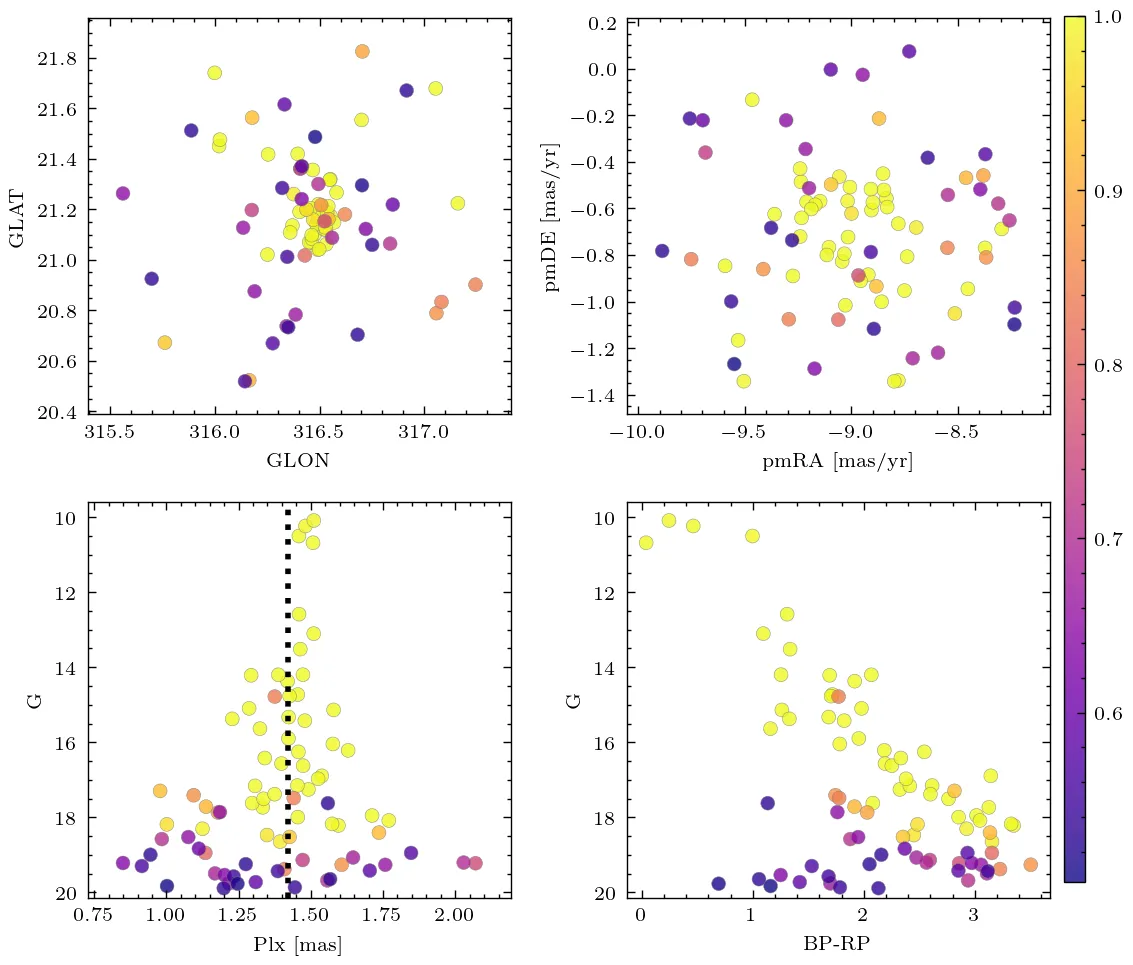 21.8
21.6
21.4
21.2
21.0
20.8
20.6
20.4
GLAT
315.5 316.0 316.5 317.0
GLON
0.2
0.0
−0.2
−0.4
−0.6
−0.8
−1.0
−1.2
−1.4
pmDE [mas/yr]
−10.0 −9.5 −9.0 −8.5
pmRA [mas/yr]
1.0
0.9
0.8
0.7
0.6
10
12
14
16
18
20
G
0.75 1.00 1.25 1.50 1.75 2.00
Plx [mas]
10
12
14
16
18
20
G
0 1 2 3
BP-RP